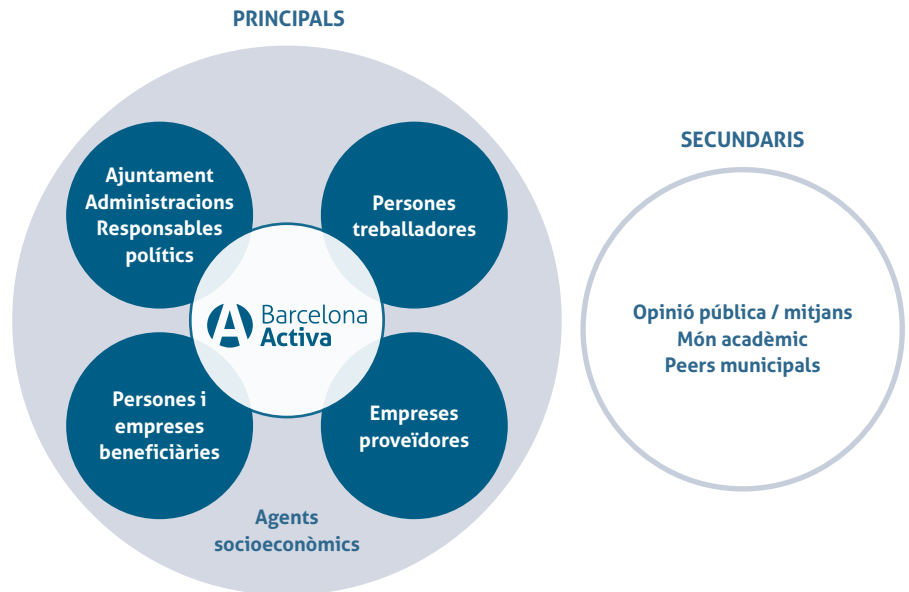 PRINCIPALS
Ajuntament
Administracions
Responsables
polítics
Persones
treballadores
Barcelona
Activa
Persones i
empreses
beneficiàries
Empreses
proveïdores
Agents
socioeconòmics
SECUNDARIS
Opinió pública / mitjans
Món acadèmic
Peers municipals